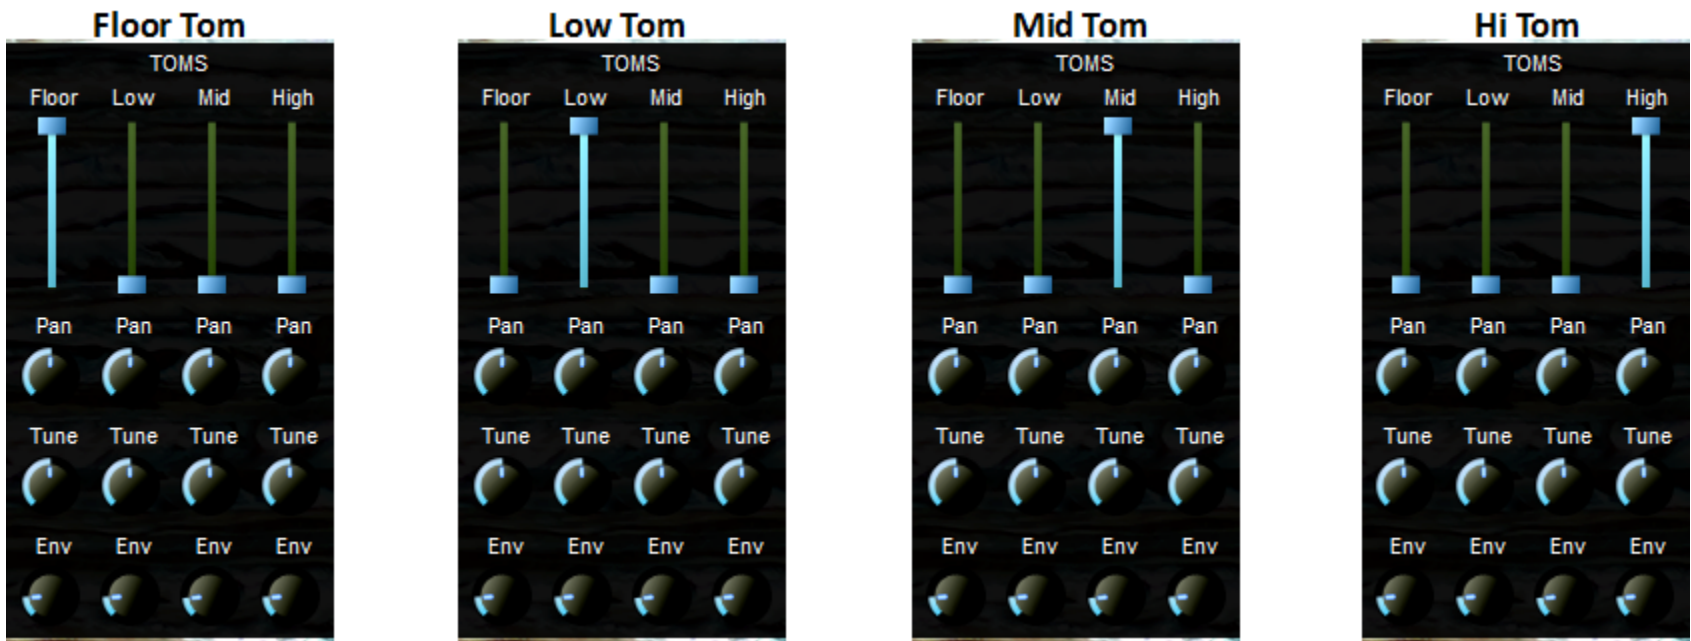 Floor Tom
TOMS
Floor Low Mid High
Pan Pan Pan Pan
Tune Tune Tune Tune
Env Env Env Env
Low Tom
TOMS
Floor Low Mid High
Pan Pan Pan Pan
Tune Tune Tune Tune
Env Env Env Env
Mid Tom
TOMS
Floor Low Mid High
Pan Pan Pan Pan
Tune Tune Tune Tune
Env Env Env Env
Hi Tom
TOMS
Floor Low Mid High
Pan Pan Pan Pan
Tune Tune Tune Tune
Env Env Env Env